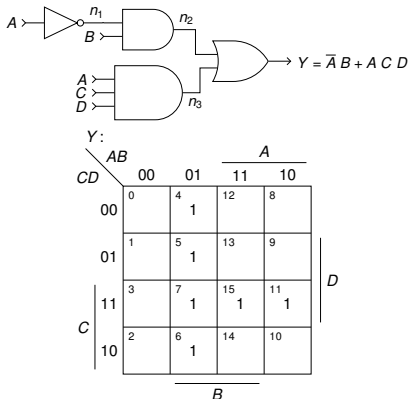 A n₁ n₂
B
Y = A̅ B + A C D
A
C
D n₃
Y :
AB A
CD 00 01 11 10
00 0 4 1 12 8
01 1 5 1 13 9
D
C 11 3 7 1 15 1 11 1
10 2 6 1 14 10
B